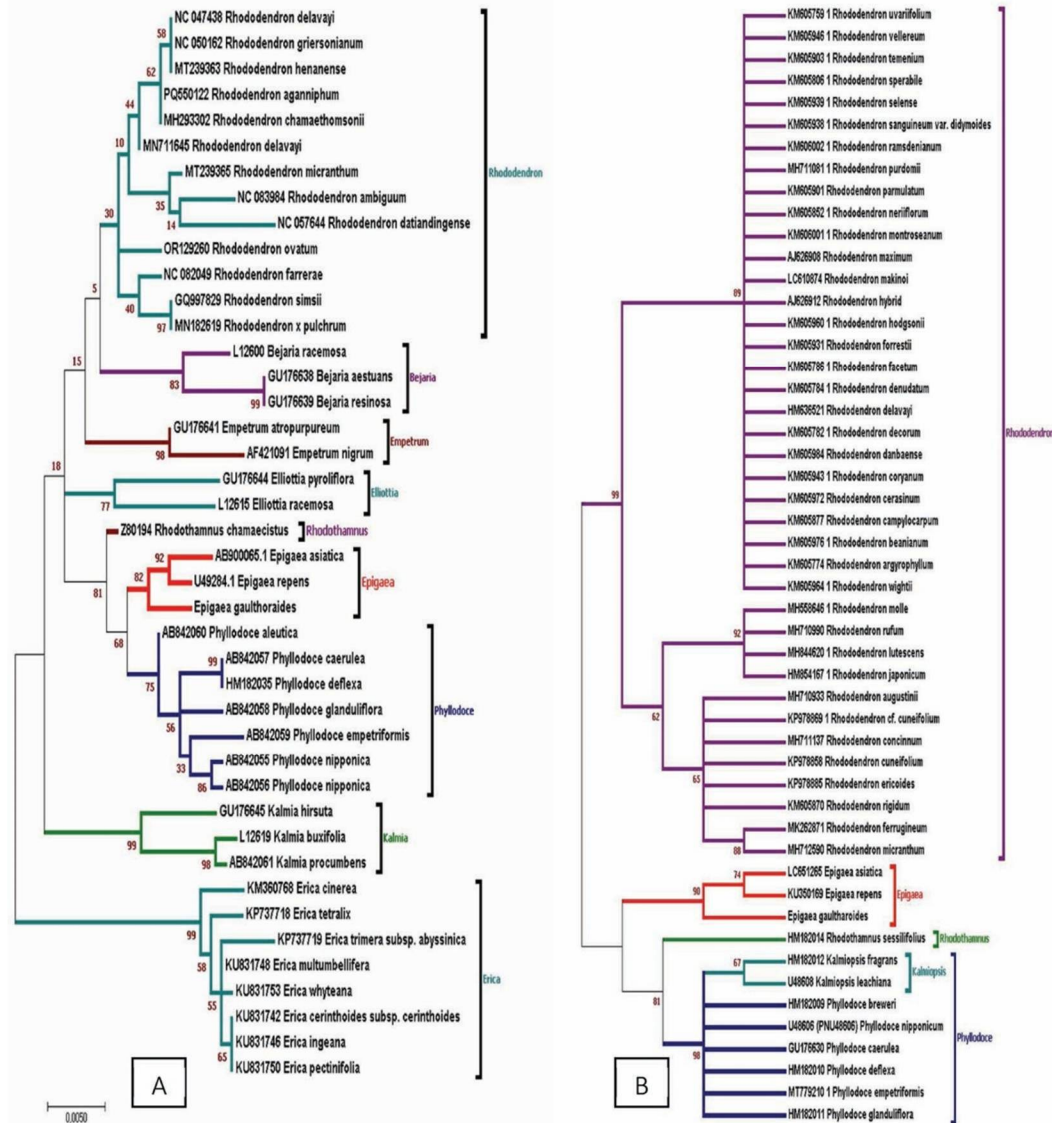 NC 047438 Rhododendron delavayi
58
NC 050162 Rhododendron griersonianum
MT239363 Rhododendron henanense
62
PQ550122 Rhododendron aganniphum
44
MH293302 Rhododendron chamaethomsonii
10
MN711645 Rhododendron delavayi
MT239365 Rhododendron micranthum
Rhododendron
35
NC 083984 Rhododendron ambiguum
14
NC 057644 Rhododendron datiandingense
30
OR129260 Rhododendron ovatum
NC 082049 Rhododendron farrerae
5
40
GQ997829 Rhododendron simsii
97
MN182619 Rhododendron x pulchrum
15
L12600 Bejaria racemosa
83
GU176638 Bejaria aestuans
Bejaria
99
GU176639 Bejaria resinosa
GU176641 Empetrum atropurpureum
Empetrum
98
AF421091 Empetrum nigrum
18
GU176644 Elliottia pyroliflora
Elliottia
77
L12615 Elliottia racemosa
Z80194 Rhodothamnus chamaecistus
Rhodothamnus
92
AB900065.1 Epigaea asiatica
82
U49284.1 Epigaea repens
Epigaea
81
Epigaea gaulthoraides
68
AB842060 Phyllodoce aleutica
99
AB842057 Phyllodoce caerulea
75
HM182035 Phyllodoce deflexa
AB842058 Phyllodoce glanduliflora
Phyllodoce
56
AB842059 Phyllodoce empetriformis
33
AB842055 Phyllodoce nipponica
86
AB842056 Phyllodoce nipponica
GU176645 Kalmia hirsuta
Kalmia
99
L12619 Kalmia buxifolia
98
AB842061 Kalmia procumbens
KM360768 Erica cinerea
99
KP737718 Erica tetralix
58
KP737719 Erica trimera subsp. abyssinica
KU831748 Erica multumbellifera
Erica
55
KU831753 Erica whyteana
KU831742 Erica cerinthoides subsp. cerinthoides
KU831746 Erica ingeana
65
KU831750 Erica pectinifolia
A
0.0050
KM605759 1 Rhododendron uvariifolium
KM605946 1 Rhododendron vellereum
KM605903 1 Rhododendron temenium
KM605806 1 Rhododendron sperabile
KM605939 1 Rhododendron selense
KM605938 1 Rhododendron sanguineum var. didymoides
KM606002 1 Rhododendron ramsdenianum
MH711081 1 Rhododendron purdomii
KM605901 Rhododendron parmulatum
KM605852 1 Rhododendron neriiflorum
KM606001 1 Rhododendron montroseanum
AJ626908 Rhododendron maximum
LC610874 Rhododendron makinoi
89
AJ626912 Rhododendron hybrid
KM605960 1 Rhododendron hodgsonii
KM605931 Rhododendron forrestii
KM605786 1 Rhododendron facetum
KM605784 1 Rhododendron denudatum
HM636521 Rhododendron delavayi
KM605782 1 Rhododendron decorum
Rhododendron
KM605984 Rhododendron danbaense
KM605943 1 Rhododendron coryanum
KM605972 Rhododendron cerasinum
99
KM605877 Rhododendron campylocarpum
KM605976 1 Rhododendron beanianum
KM605774 Rhododendron argyrophyllum
KM605964 1 Rhododendron wightii
MH558646 1 Rhododendron molle
92
MH710990 Rhododendron rufum
MH844620 1 Rhododendron lutescens
HM854167 1 Rhododendron japonicum
MH710933 Rhododendron augustinii
62
KP978869 1 Rhododendron cf. cuneifolium
MH711137 Rhododendron concinnum
KP978858 Rhododendron cuneifolium
65
KP978885 Rhododendron ericoides
KM605870 Rhododendron rigidum
MK262871 Rhododendron ferrugineum
88
MH712590 Rhododendron micranthum
74
LC651265 Epigaea asiatica
90
KU350169 Epigaea repens
Epigaea
Epigaea gaultharoides
HM182014 Rhodothamnus sessilifolius
Rhodothamnus
67
HM182012 Kalmiopsis fragrans
Kalmiopsis
81
U48608 Kalmiopsis leachiana
HM182009 Phyllodoce breweri
U48606 (PNU48606) Phyllodoce nipponicum
Phyllodoce
98
GU176630 Phyllodoce caerulea
HM182010 Phyllodoce deflexa
MT779210 1 Phyllodoce empetriformis
HM182011 Phyllodoce glanduliflora
B